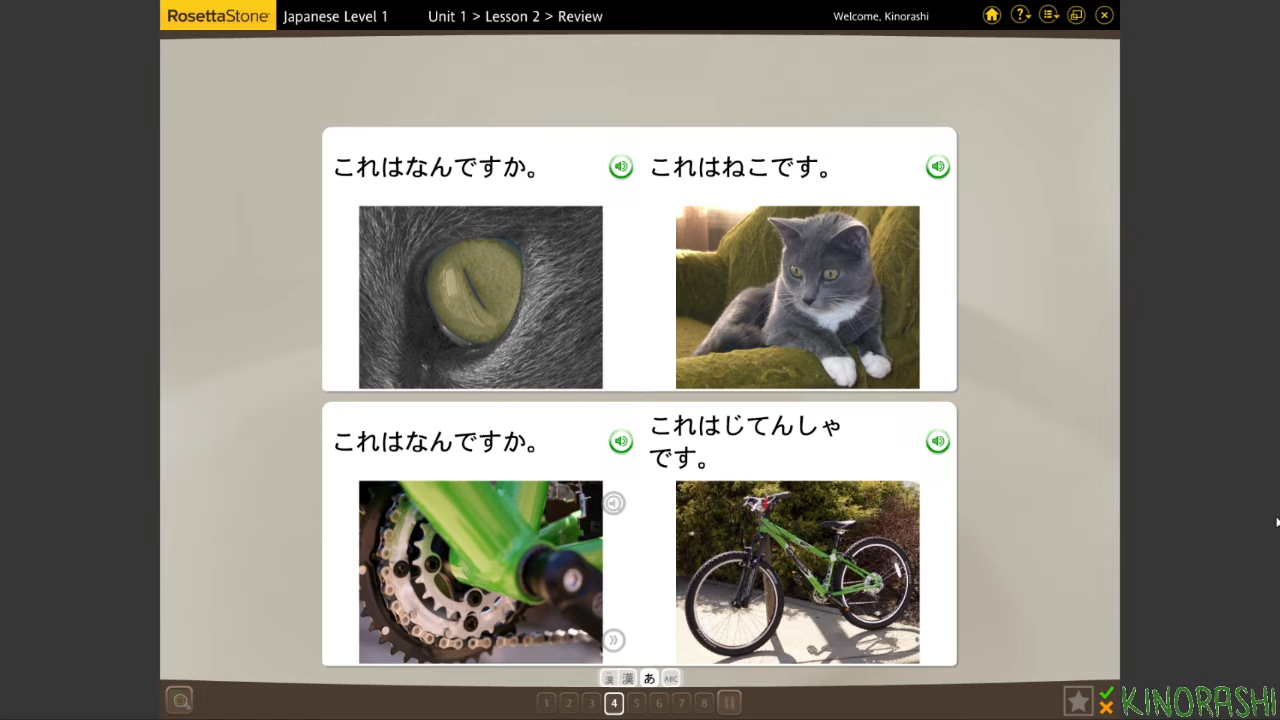 RosettaStone
Japanese Level 1
Unit 1 > Lesson 2 > Review
Welcome, Kinorashi
これはなんですか。
これはねこです。
これはなんですか。
これはじてんしゃ
です。
漢 漢 あ ABC
1 2 3 4 5 6 7 8
KINORASHI